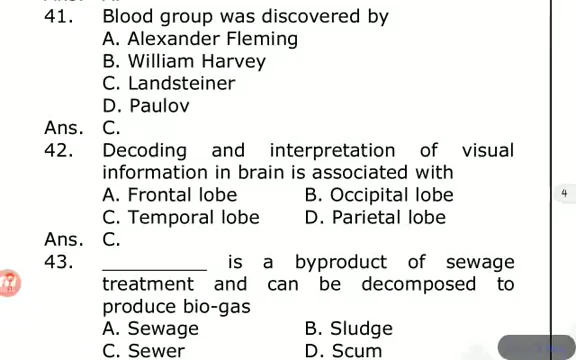 41. Blood group was discovered by
A. Alexander Fleming
B. William Harvey
C. Landsteiner
D. Paulov
Ans. C.
42. Decoding and interpretation of visual
information in brain is associated with
A. Frontal lobe B. Occipital lobe
C. Temporal lobe D. Parietal lobe
Ans. C.
43. __________ is a byproduct of sewage
treatment and can be decomposed to
produce bio-gas
A. Sewage B. Sludge
C. Sewer D. Scum
4